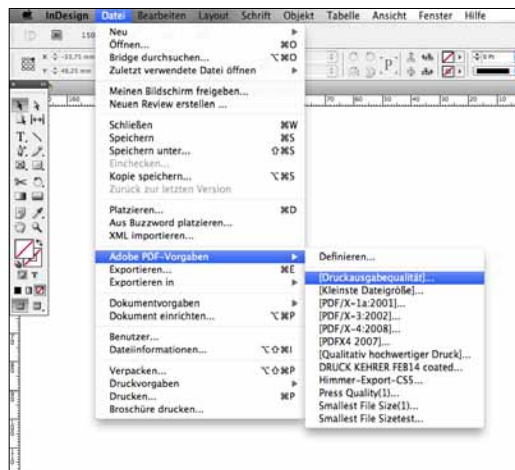 InDesign Datei Bearbeiten Layout Schrift Objekt Tabelle Ansicht Fenster Hilfe
Neu
Öffnen... ⌘O
Bridge durchsuchen... ⌥⌘O
Zuletzt verwendete Datei öffnen
Meinen Bildschirm freigeben...
Neuen Review erstellen ...
Schließen ⌘W
Speichern ⌘S
Speichern unter... ⇧⌘S
Einchecken...
Kopie speichern... ⌥⌘S
Zurück zur letzten Version
Platzieren... ⌘D
Aus Buzzword platzieren...
XML importieren...
Adobe PDF-Vorgaben
Exportieren... ⌘E
Exportieren in
Dokumentvorgaben
Dokument einrichten... ⌥⌘P
Benutzer...
Dateiinformationen... ⌥⇧⌘I
Verpacken... ⌥⇧⌘P
Druckvorgaben
Drucken... ⌘P
Broschüre drucken...
Definieren...
[Druckausgabequalität]...
[Kleinste Dateigröße]...
[PDF/X-1a:2001]...
[PDF/X-3:2002]...
[PDF/X-4:2008]...
[PDFX4 2007]...
[Qualitativ hochwertiger Druck]...
DRUCK KEHRER FEB14 coated...
Himmer-Export-CS5...
Press Quality(1)...
Smallest File Size(1)...
Smallest File Sizetest...